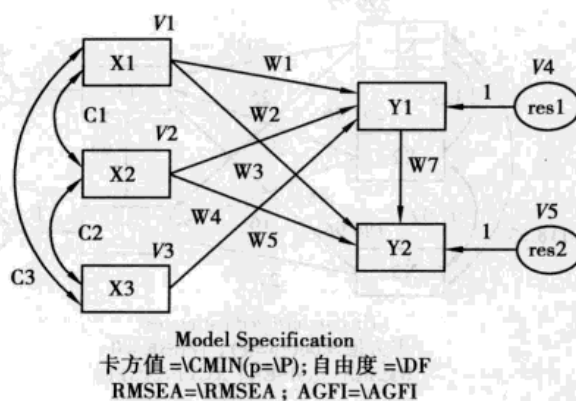 V1
X1
W1
V4
Y1
1
res1
C1
V2
W2
X2
W3
W7
C2
V3
W4
W5
V5
Y2
1
res2
C3
X3
Model Specification
卡方值=\CMIN(p=\P);自由度=\DF
RMSEA=\RMSEA;AGFI=\AGFI